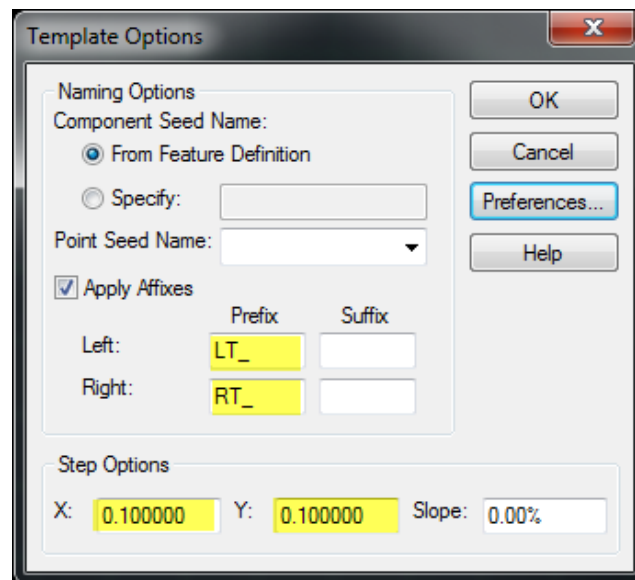 Template Options
Naming Options
OK
Component Seed Name:
From Feature Definition
Cancel
Specify:
Preferences...
Point Seed Name:
Help
Apply Affixes
Prefix Suffix
Left: LT_
Right: RT_
Step Options
X: 0.100000 Y: 0.100000 Slope: 0.00%